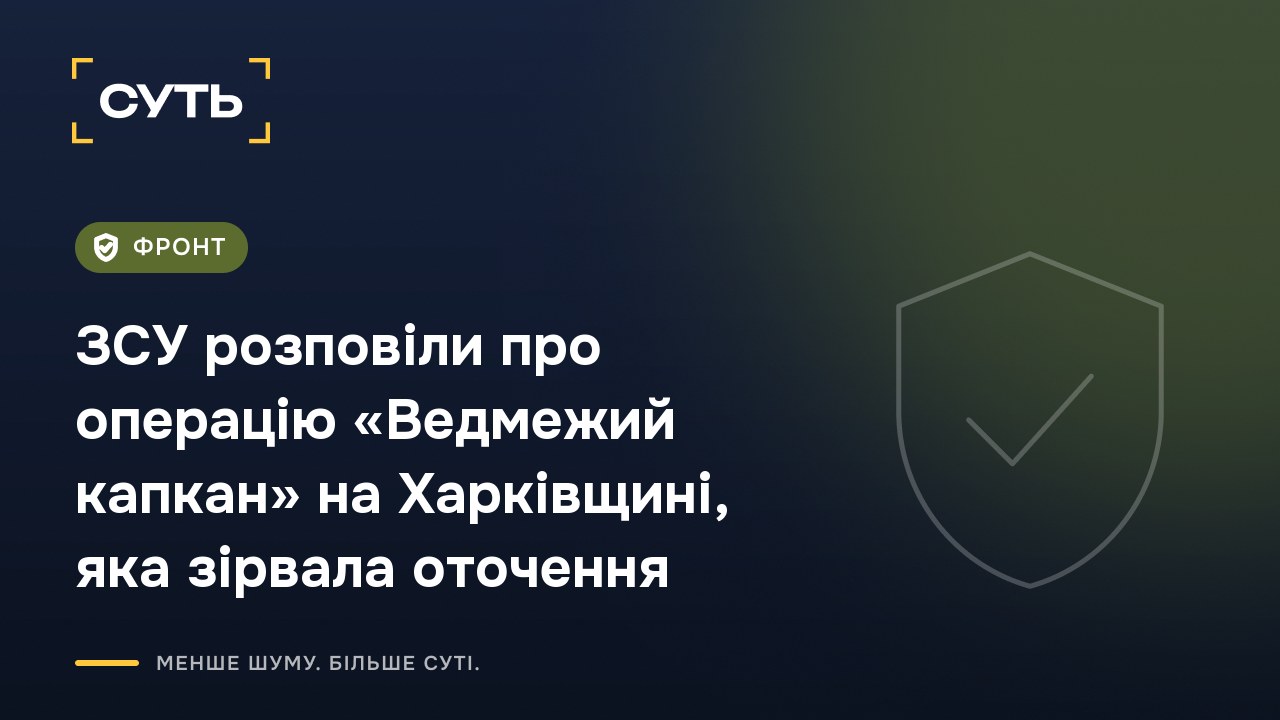 СУТЬ
ФРОНТ
ЗСУ розповіли про
операцію «Ведмежий
капкан» на Харківщині,
яка зірвала оточення
МЕНШЕ ШУМУ. БІЛЬШЕ СУТІ.